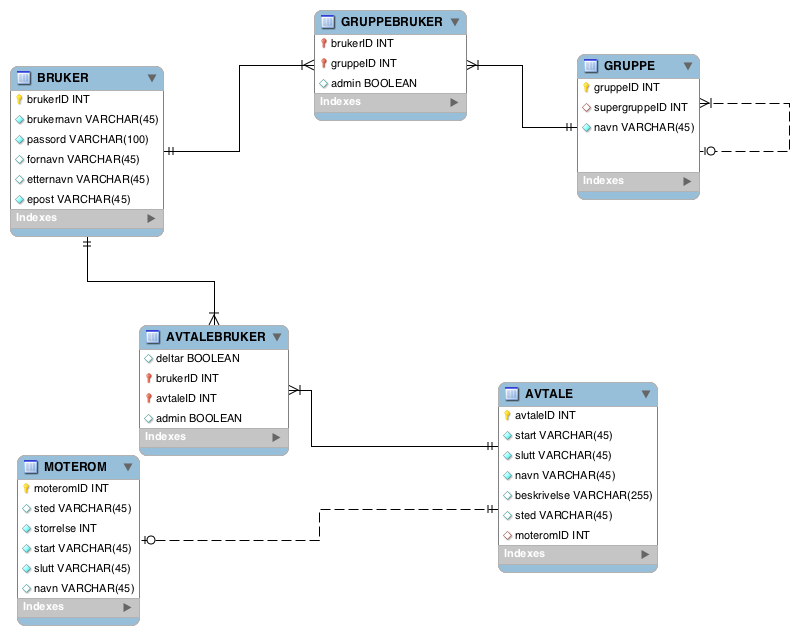 GRUPPEBRUKER
brukerID INT
gruppeID INT
admin BOOLEAN
Indexes
GRUPPE
gruppeID INT
supergruppeID INT
navn VARCHAR(45)
Indexes
BRUKER
brukerID INT
brukernavn VARCHAR(45)
passord VARCHAR(100)
fornavn VARCHAR(45)
etternavn VARCHAR(45)
epost VARCHAR(45)
Indexes
AVTALEBRUKER
deltar BOOLEAN
brukerID INT
avtaleID INT
admin BOOLEAN
Indexes
AVTALE
avtaleID INT
start VARCHAR(45)
slutt VARCHAR(45)
navn VARCHAR(45)
beskrivelse VARCHAR(255)
sted VARCHAR(45)
moteromID INT
Indexes
MOTEROM
moteromID INT
sted VARCHAR(45)
storrelse INT
start VARCHAR(45)
slutt VARCHAR(45)
navn VARCHAR(45)
Indexes